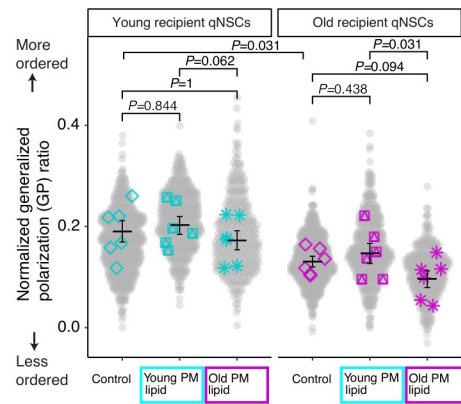 Young recipient qNSCs
Old recipient qNSCs
More
ordered
P=0.031
P=0.031
P=0.062
P=0.094
P=1
P=0.438
P=0.844
0.4
0.2
0.0
Normalized generalized
polarization (GP) ratio
Less
ordered
Control
Young PM
lipid
Old PM
lipid
Control
Young PM
lipid
Old PM
lipid